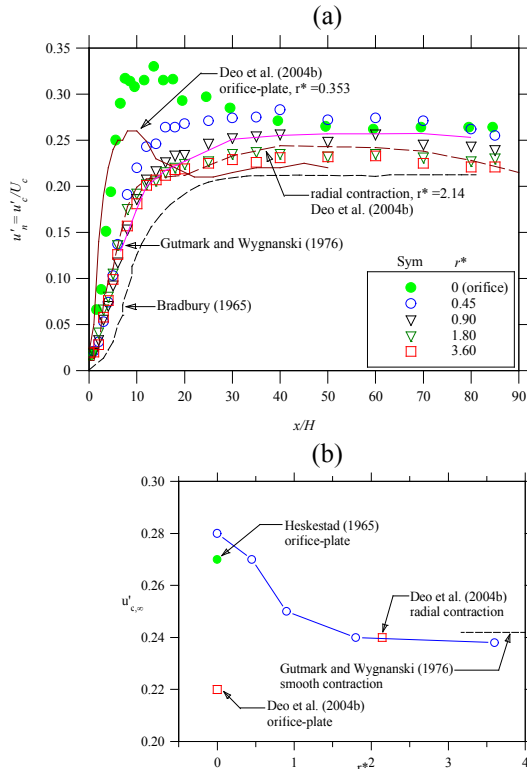 (a)
0.35
0.30
0.25
0.20
0.15
0.10
0.05
0
u'n = u'c/Uc
Deo et al. (2004b)
orifice-plate, r* =0.353
radial contraction, r* =2.14
Deo et al. (2004b)
Gutmark and Wygnanski (1976)
Bradbury (1965)
Sym r*
0 (orifice)
0.45
0.90
1.80
3.60
0 10 20 30 40 50 60 70 80 90
x/H
(b)
0.30
0.28
0.26
0.24
0.22
0.20
u'c,∞
Heskestad (1965)
orifice-plate
Deo et al. (2004b)
radial contraction
Gutmark and Wygnanski (1976)
smooth contraction
Deo et al. (2004b)
orifice-plate
0 1 2 3 4
r*